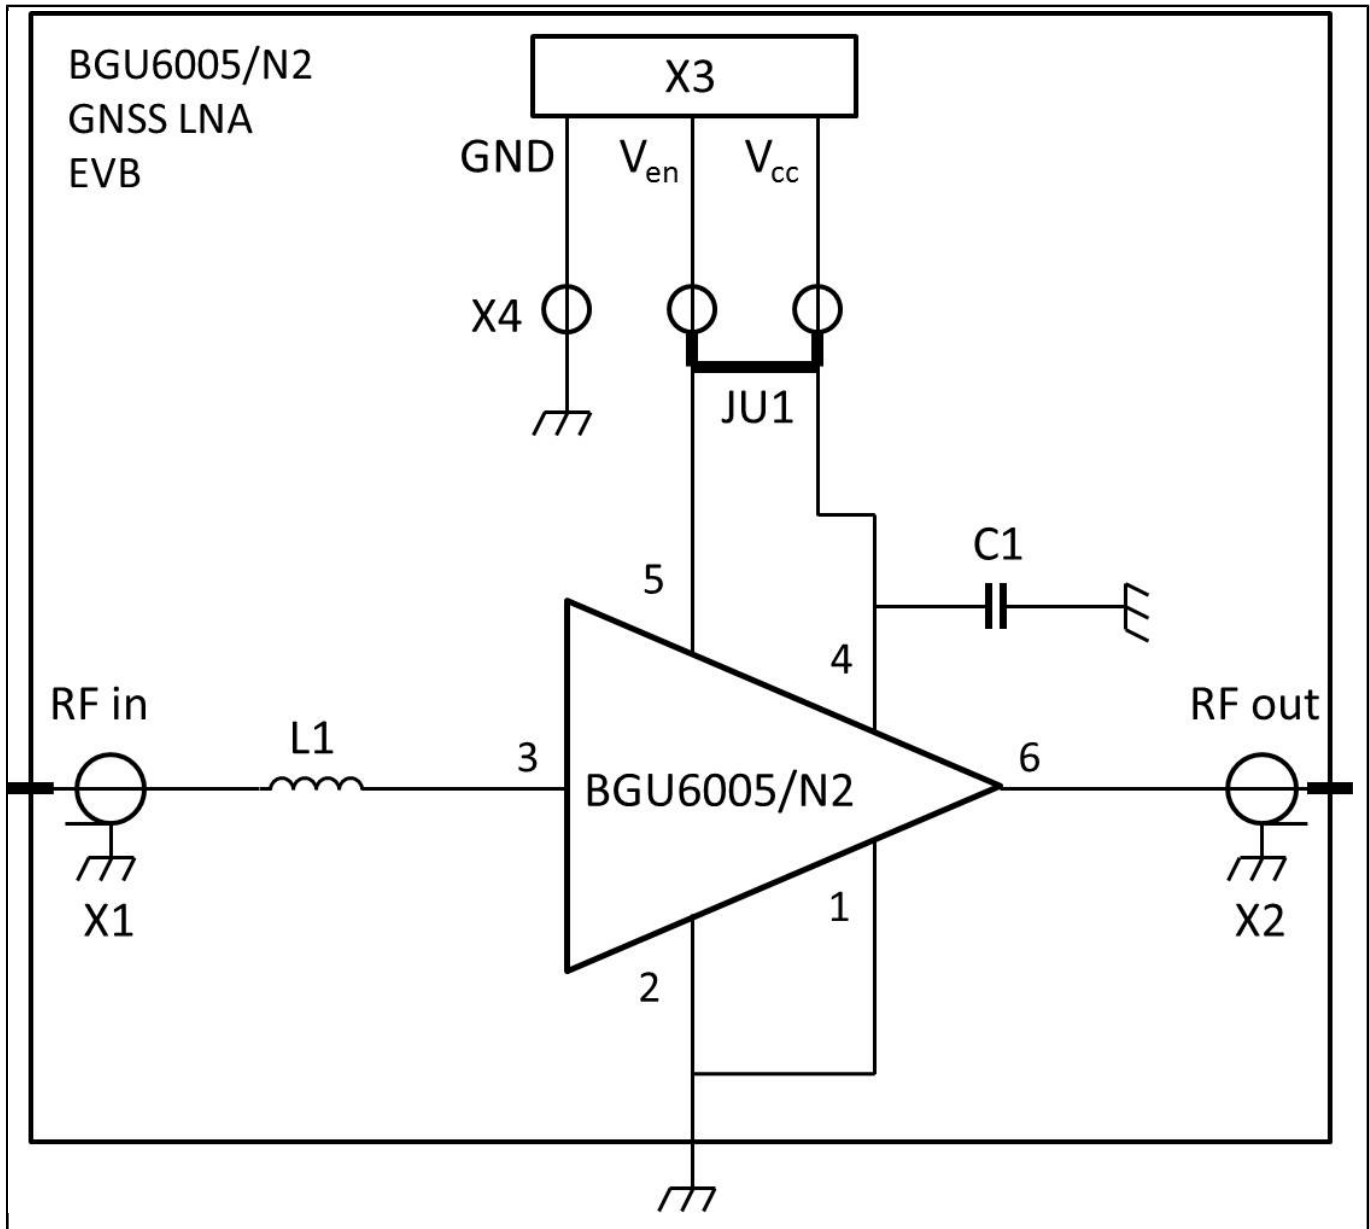 BGU6005/N2
GNSS LNA
EVB
X3
GND
Ven
Vcc
X4
JU1
C1
5
4
RF in
RF out
L1
3
6
BGU6005/N2
X1
1
X2
2